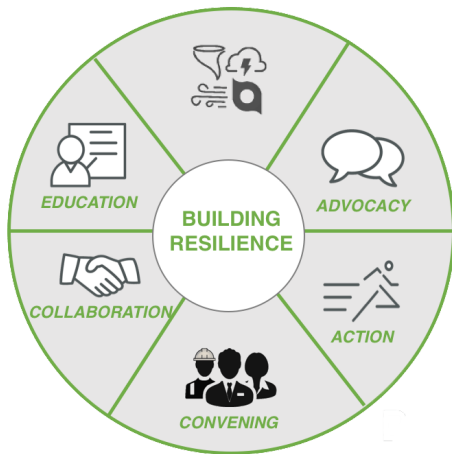 EDUCATION
ADVOCACY
BUILDING
RESILIENCE
COLLABORATION
ACTION
CONVENING